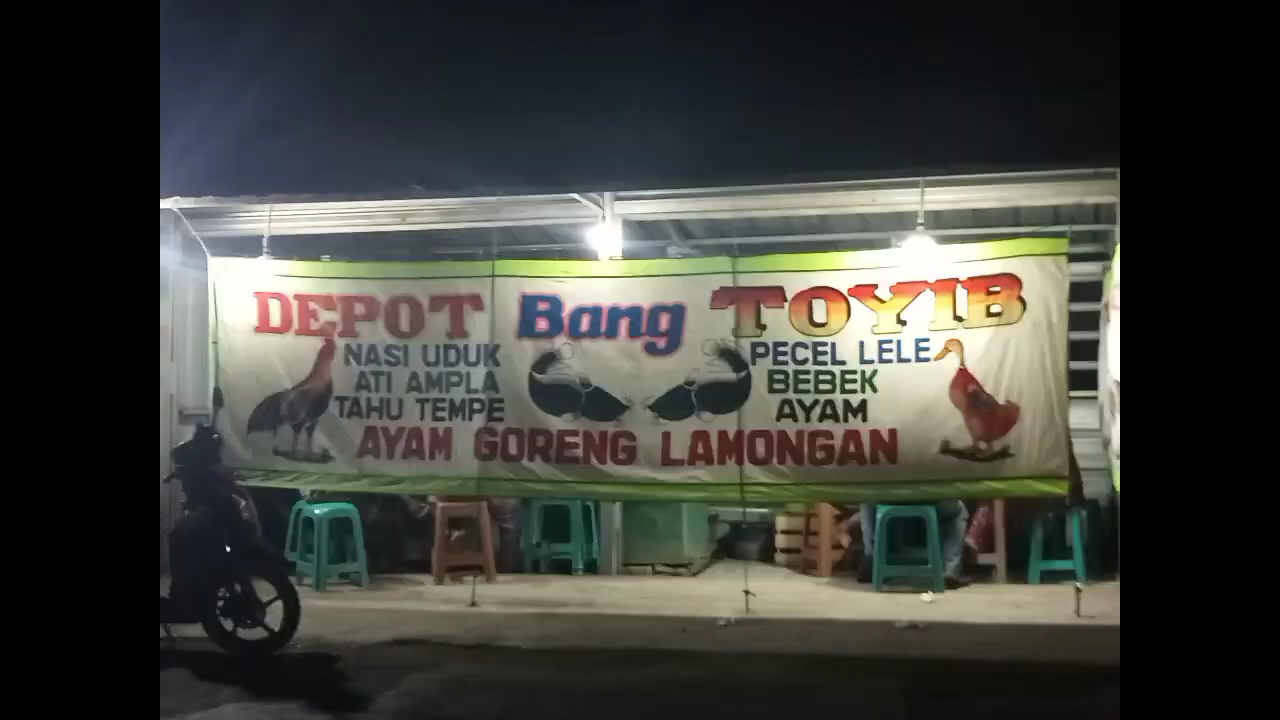 DEPOT Bang TOYIB
NASI UDUK
ATI AMPLA
TAHU TEMPE
PECEL LELE
BEBEK
AYAM
AYAM GORENG LAMONGAN